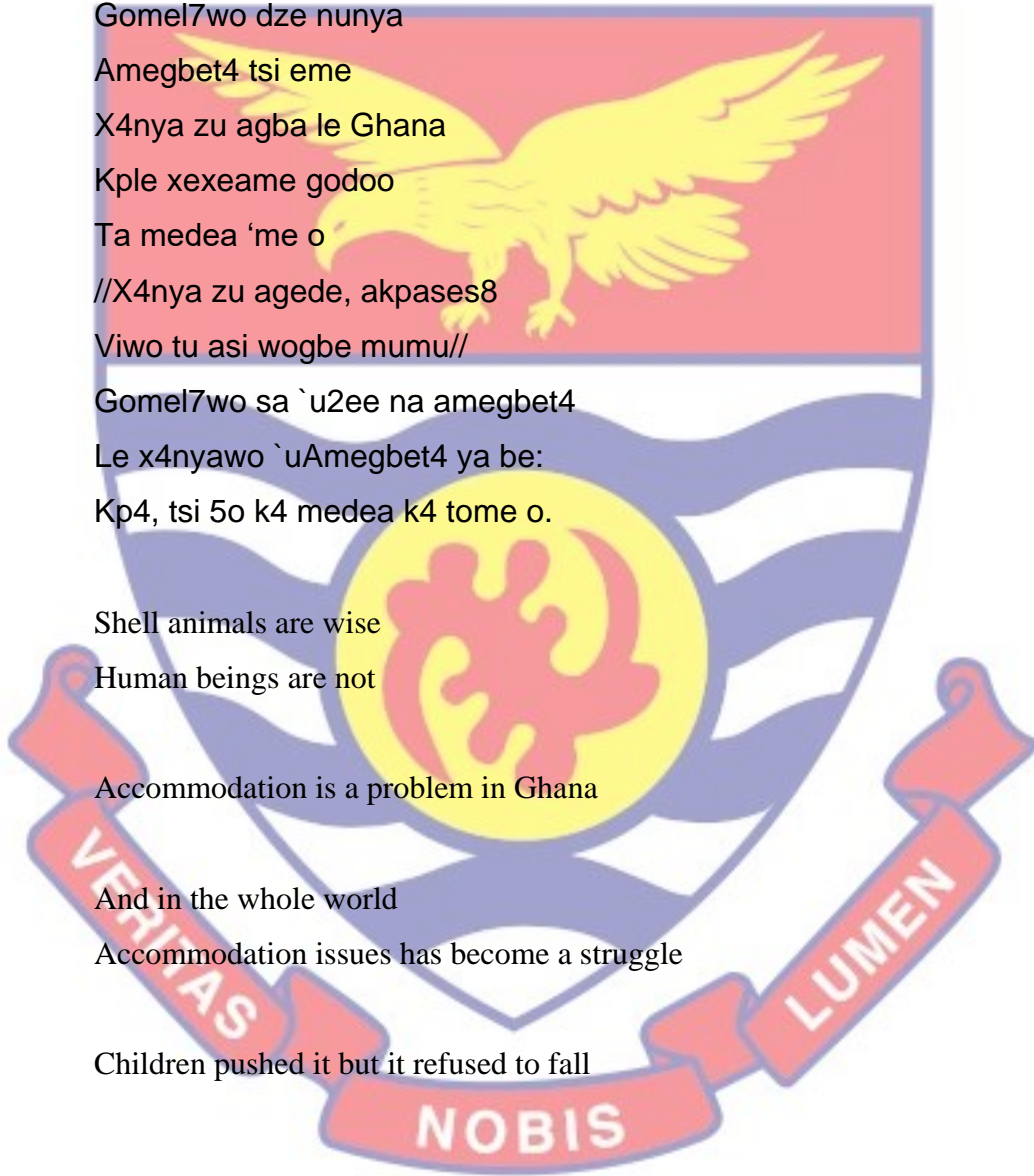 Gomel7wo dze nunya
Amegbet4 tsi eme
X4nya zu agba le Ghana
Kple xexeame godoo
Ta medea ‘me o
//X4nya zu agede, akpases8
Viwo tu asi wogbe mumu//
Gomel7wo sa `u2ee na amegbet4
Le x4nyawo `uAmegbet4 ya be:
Kp4, tsi 5o k4 medea k4 tome o.
Shell animals are wise
Human beings are not
Accommodation is a problem in Ghana
And in the whole world
Accommodation issues has become a struggle
Children pushed it but it refused to fall
VERITAS
NOBIS
LUMEN